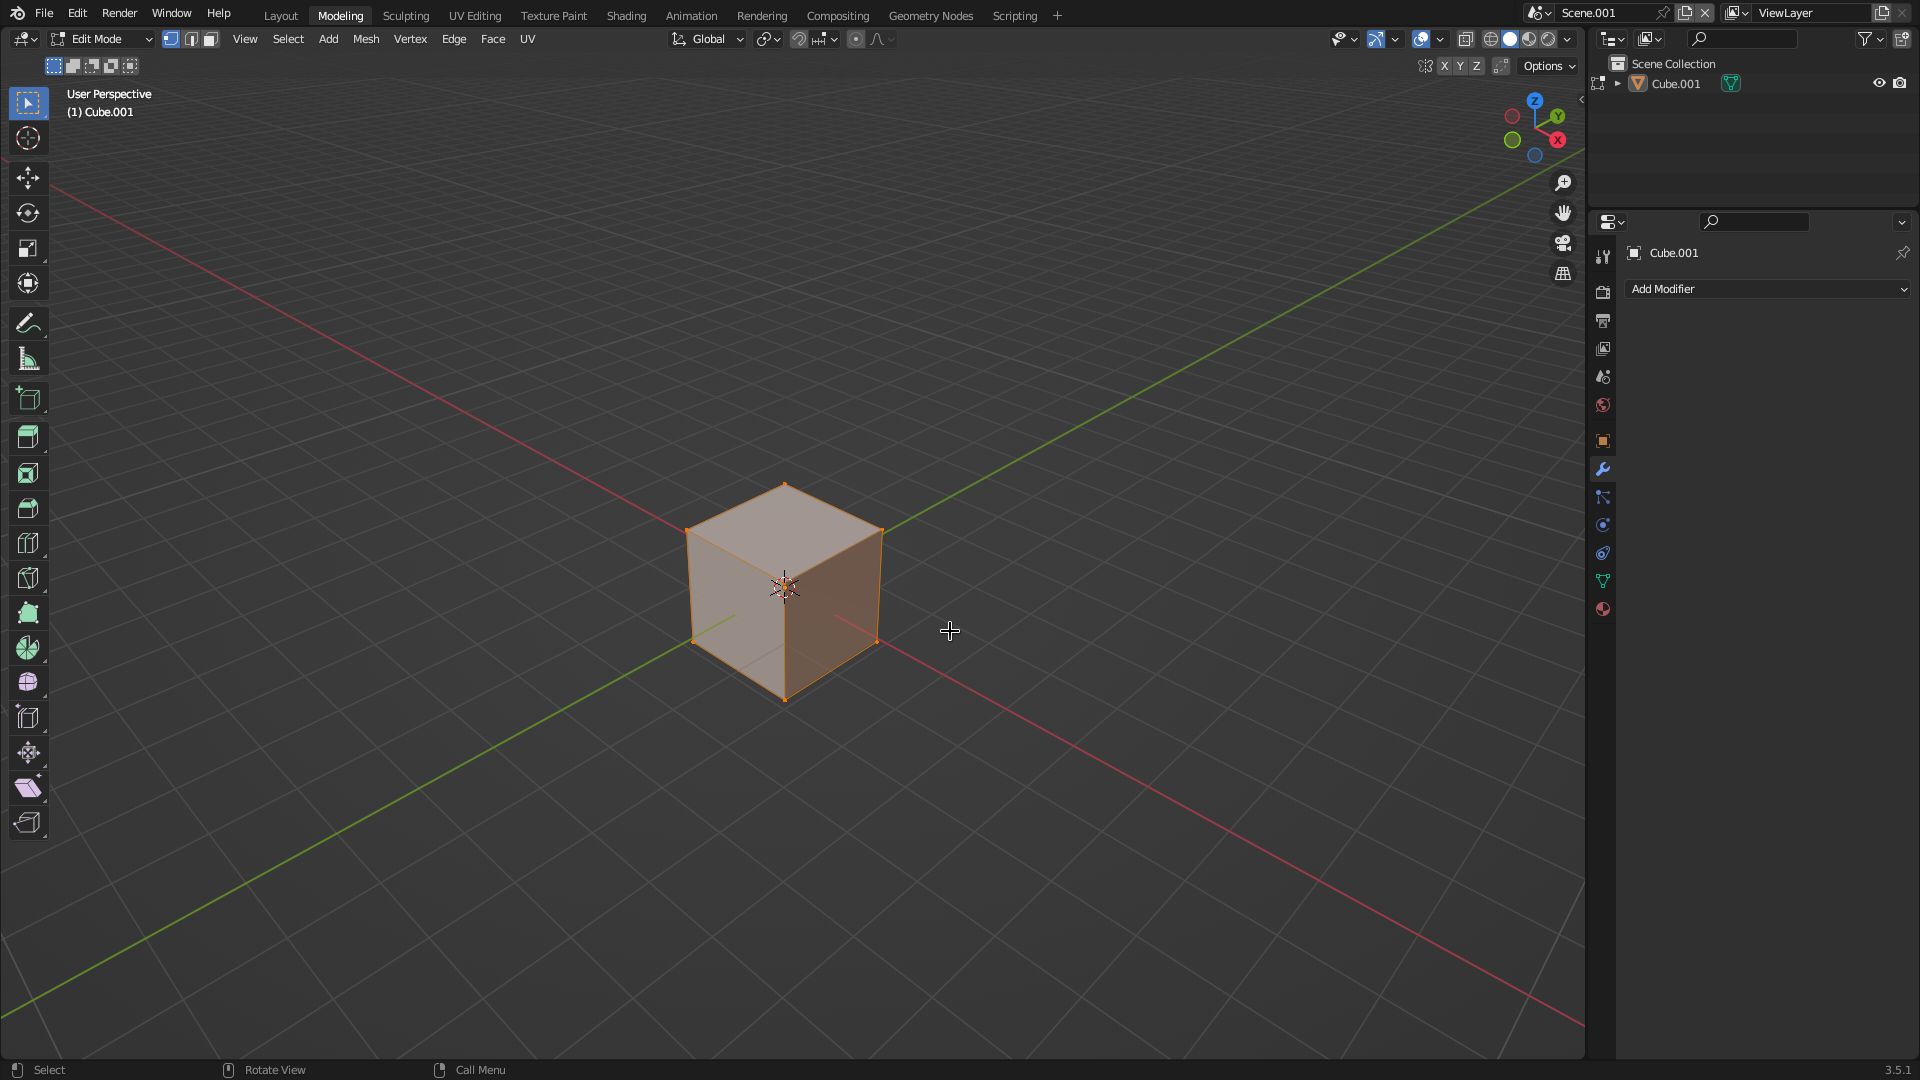 File Edit Render Window Help Layout Modeling Sculpting UV Editing Texture Paint Shading Animation Rendering Compositing Geometry Nodes Scripting + Scene.001 ViewLayer
Edit Mode View Select Add Mesh Vertex Edge Face UV Global
X Y Z Options
User Perspective
(1) Cube.001
Z
Y
X
Scene Collection
Cube.001
Cube.001
Add Modifier
Select Rotate View Call Menu 3.5.1